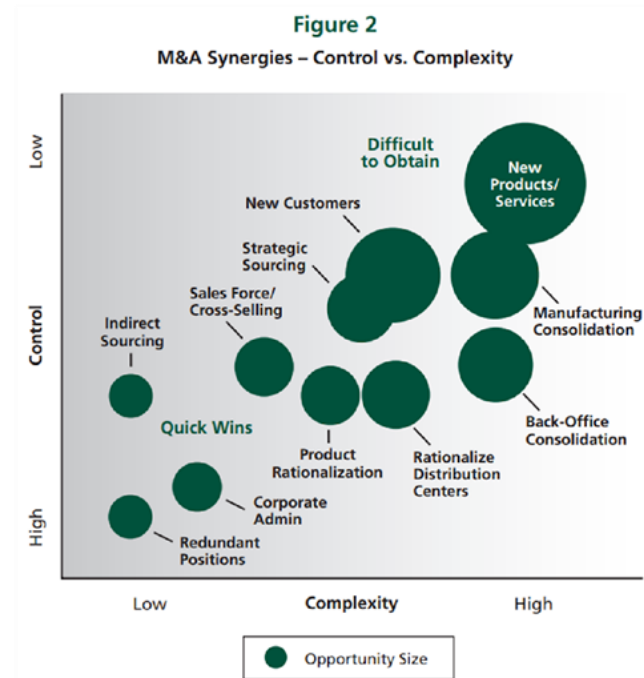 Figure 2
M&A Synergies – Control vs. Complexity
Low
Control
High
Difficult
to Obtain
New
Products/
Services
New Customers
Strategic
Sourcing
Sales Force/
Cross-Selling
Indirect
Sourcing
Manufacturing
Consolidation
Quick Wins
Back-Office
Consolidation
Product
Rationalization
Rationalize
Distribution
Centers
Corporate
Admin
Redundant
Positions
Low
Complexity
High
Opportunity Size